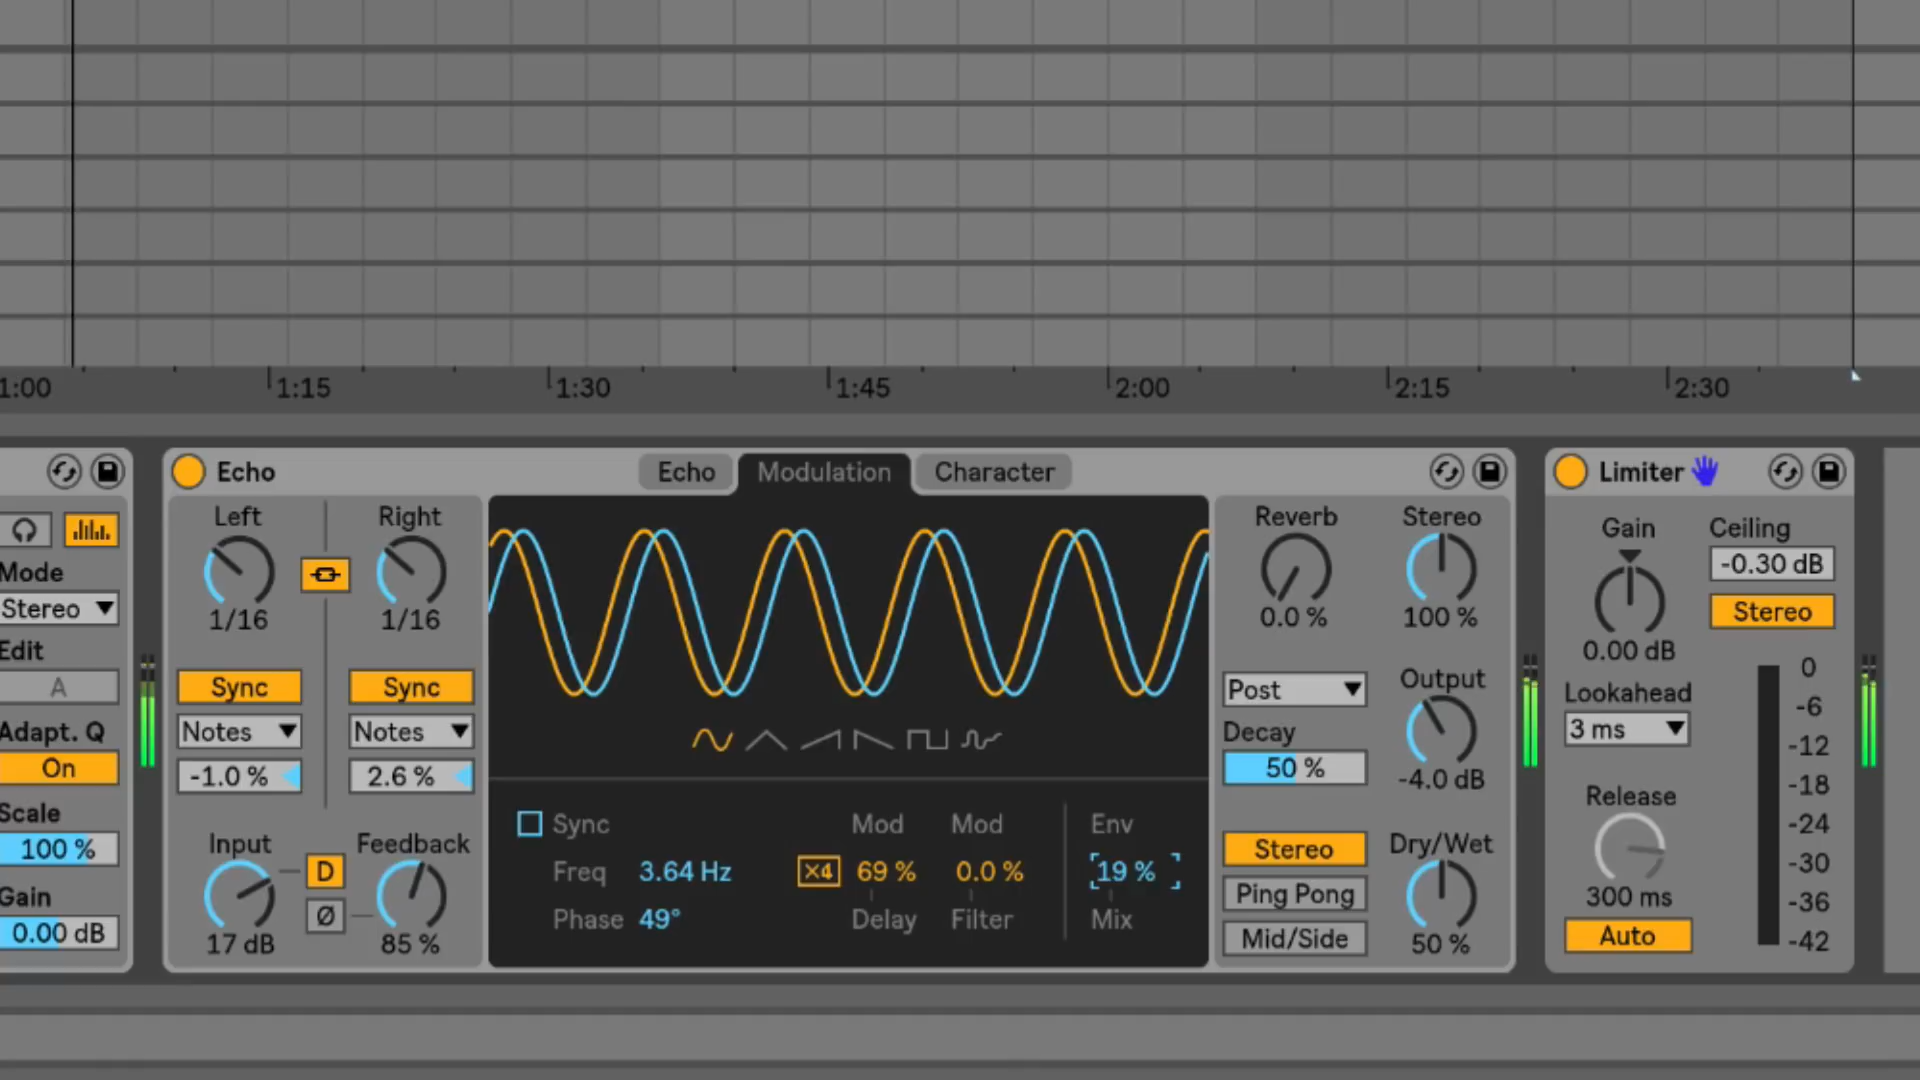 1:00 1:15 1:30 1:45 2:00 2:15 2:30
Mode
Stereo
Edit
A
Adapt. Q
On
Scale
100 %
Gain
0.00 dB
Echo
Left
Right
1/16
1/16
Sync
Sync
Notes
Notes
-1.0 %
2.6 %
Input
D
Feedback
Ø
17 dB
85 %
Echo
Modulation
Character
Sync
Mod
Mod
Env
Freq 3.64 Hz
X4
69 %
0.0 %
19 %
Phase 49°
Delay
Filter
Mix
Reverb
Stereo
0.0 %
100 %
Post
Output
Decay
50 %
-4.0 dB
Stereo
Dry/Wet
Ping Pong
Mid/Side
50 %
Limiter
Gain
Ceiling
-0.30 dB
Stereo
0.00 dB
Lookahead
3 ms
Release
300 ms
Auto
0
-6
-12
-18
-24
-30
-36
-42